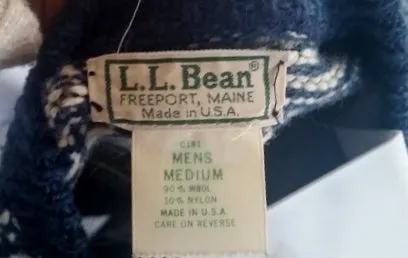 L.L.Bean®
FREEPORT, MAINE
Made in U.S.A.
MENS
MEDIUM
90% WOOL
10% NYLON
MADE IN U.S.A.
CARE ON REVERSE